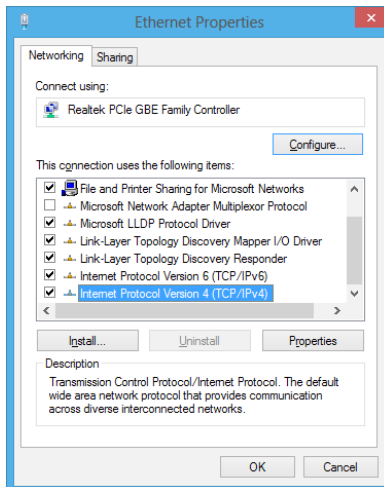 Ethernet Properties
Networking
Sharing
Connect using:
Realtek PCIe GBE Family Controller
Configure...
This connection uses the following items:
File and Printer Sharing for Microsoft Networks
Microsoft Network Adapter Multiplexor Protocol
Microsoft LLDP Protocol Driver
Link-Layer Topology Discovery Mapper I/O Driver
Link-Layer Topology Discovery Responder
Internet Protocol Version 6 (TCP/IPv6)
Internet Protocol Version 4 (TCP/IPv4)
Install...
Uninstall
Properties
Description
Transmission Control Protocol/Internet Protocol. The default
wide area network protocol that provides communication
across diverse interconnected networks.
OK
Cancel